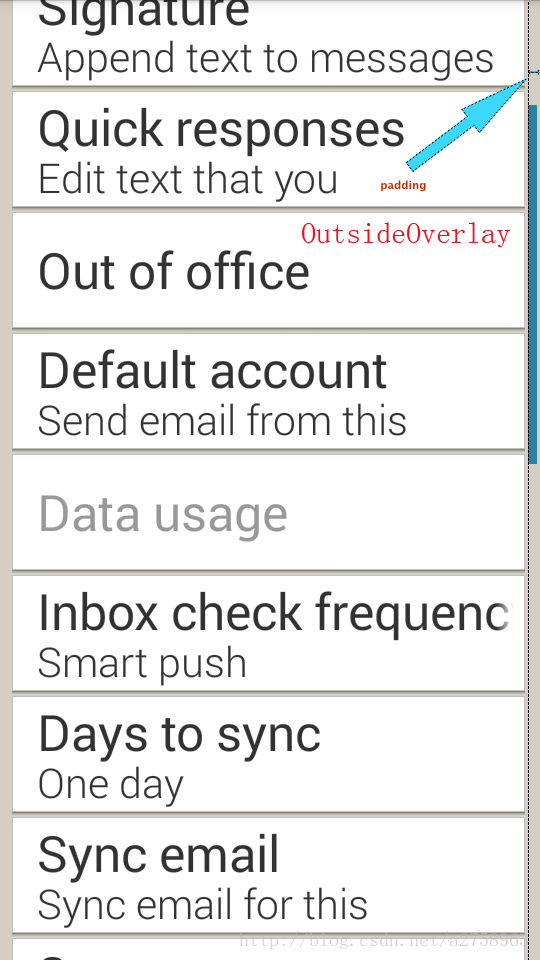 Signature
Append text to messages
Quick responses
Edit text that you
padding
OutsideOverlay
Out of office
Default account
Send email from this
Data usage
Inbox check frequency
Smart push
Days to sync
One day
Sync email
Sync email for this
http://blog.csdn.net/a275896